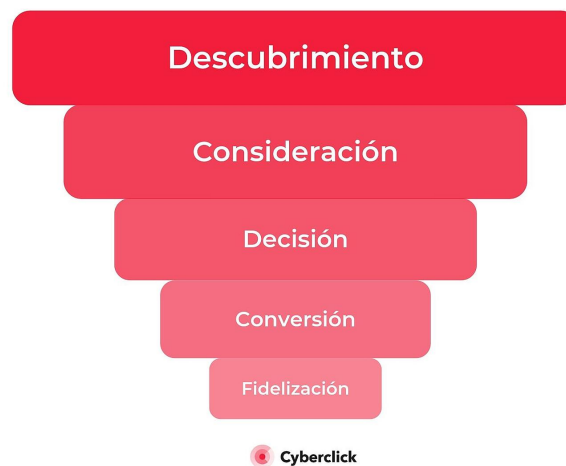 Descubrimiento
Consideración
Decisión
Conversión
Fidelización
Cyberclick